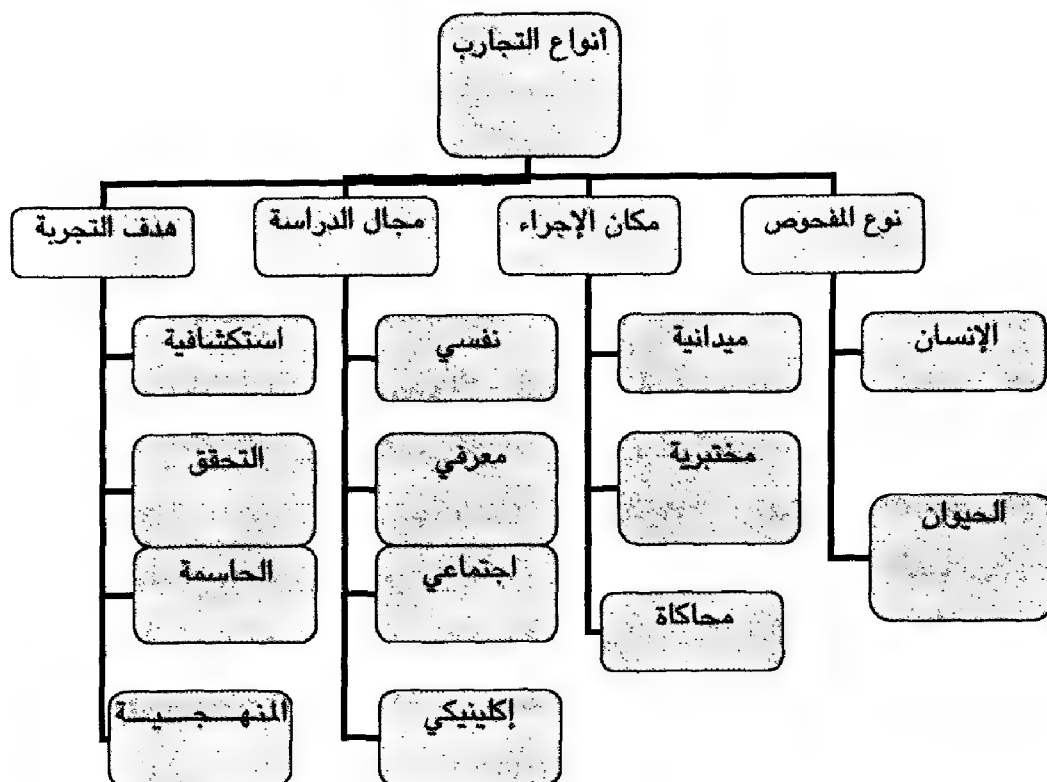 أنواع التجارب
نوع المفحوص
مكان الإجراء
مجال الدراسة
هدف التجربة
الإنسان
ميدانية
نفسي
استكشافية
الحيوان
مختبرية
معرفي
التحقق
محاكاة
اجتماعي
الحاسمة
إكلينيكي
المنهـجـيـة